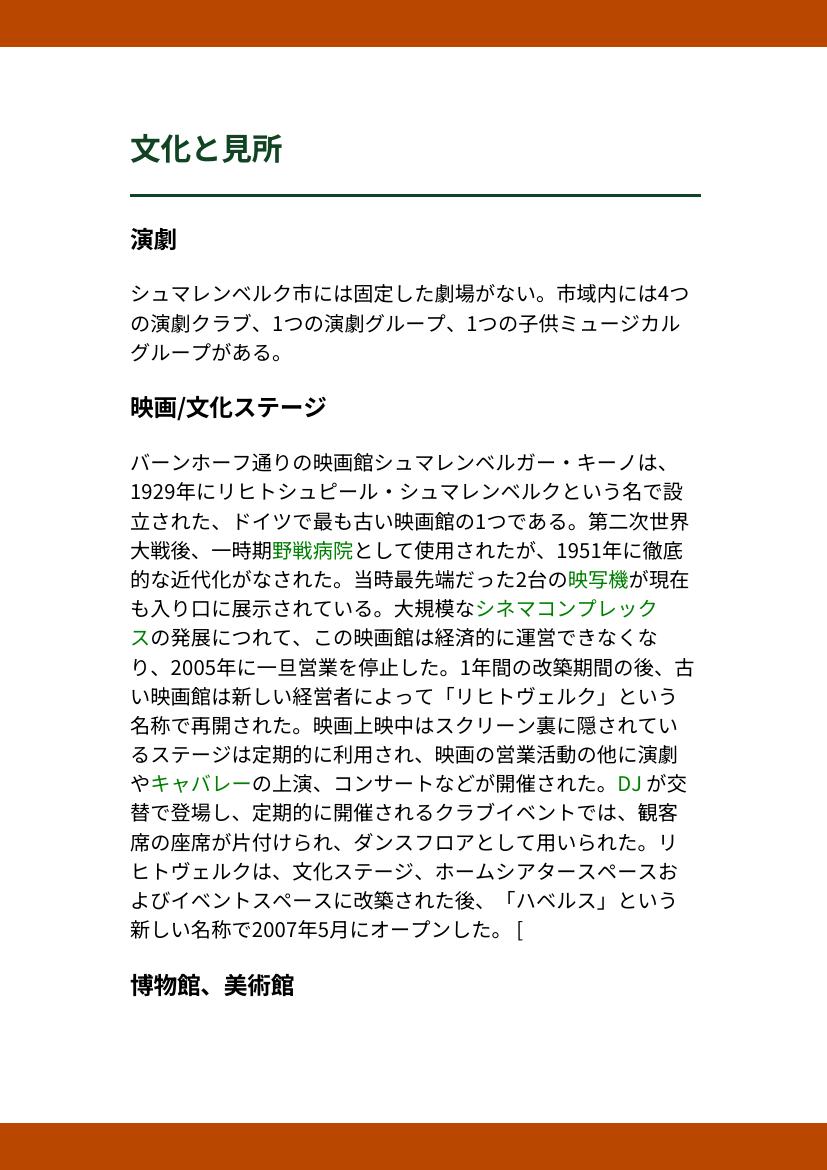 文化と見所
演劇
シュマレンベルク市には固定した劇場がない。市域内には4つ
の演劇クラブ、1つの演劇グループ、1つの子供ミュージカル
グループがある。
映画/文化ステージ
バーンホーフ通りの映画館シュマレンベルガー・キーノは、
1929年にリヒトシュピール・シュマレンベルクという名で設
立された、ドイツで最も古い映画館の1つである。第二次世界
大戦後、一時期野戦病院として使用されたが、1951年に徹底
的な近代化がなされた。当時最先端だった2台の映写機が現在
も入り口に展示されている。大規模なシネマコンプレック
スの発展につれて、この映画館は経済的に運営できなくな
り、2005年に一旦営業を停止した。1年間の改築期間の後、古
い映画館は新しい経営者によって「リヒトヴェルク」という
名称で再開された。映画上映中はスクリーン裏に隠されてい
るステージは定期的に利用され、映画の営業活動の他に演劇
やキャバレーの上演、コンサートなどが開催された。DJ が交
替で登場し、定期的に開催されるクラブイベントでは、観客
席の座席が片付けられ、ダンスフロアとして用いられた。リ
ヒトヴェルクは、文化ステージ、ホームシアタースペースお
よびイベントスペースに改築された後、「ハベルス」という
新しい名称で2007年5月にオープンした。 [
博物館、美術館